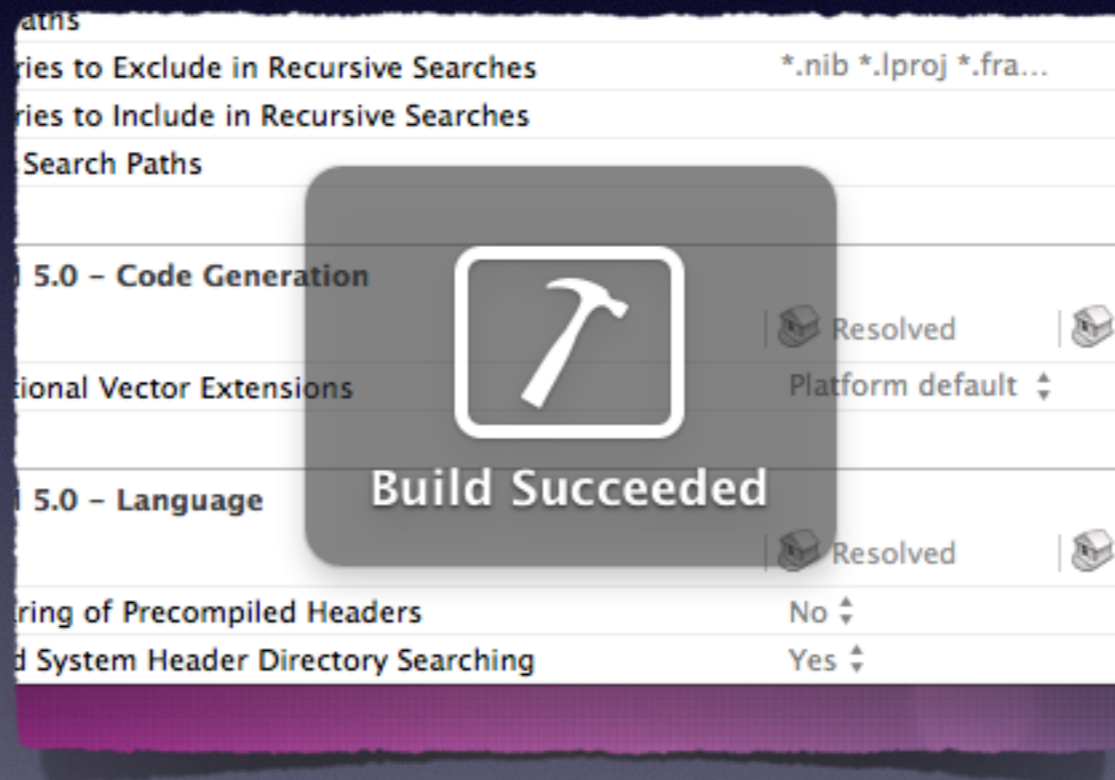 aths
ries to Exclude in Recursive Searches *.nib *.lproj *.fra...
ries to Include in Recursive Searches
Search Paths
5.0 – Code Generation
Resolved
tional Vector Extensions Platform default
Build Succeeded
5.0 – Language
Resolved
ring of Precompiled Headers No
d System Header Directory Searching Yes